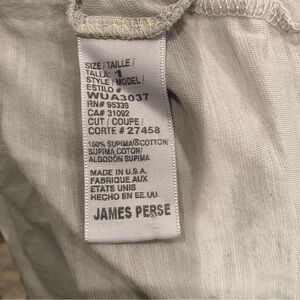 SIZE / TAILLE /
TALLA: 1
STYLE / MODEL /
ESTILO #
WUA3037
RN# 95339
CA# 31092
CUT / COUPE /
CORTE # 27458
100% SUPIMA®COTTON/
SUPIMA COTON/
ALGODÓN SUPIMA
MADE IN U.S.A.
FABRIQUE AUX
ETATS UNIS
HECHO EN EE.UU.
JAMES PERSE